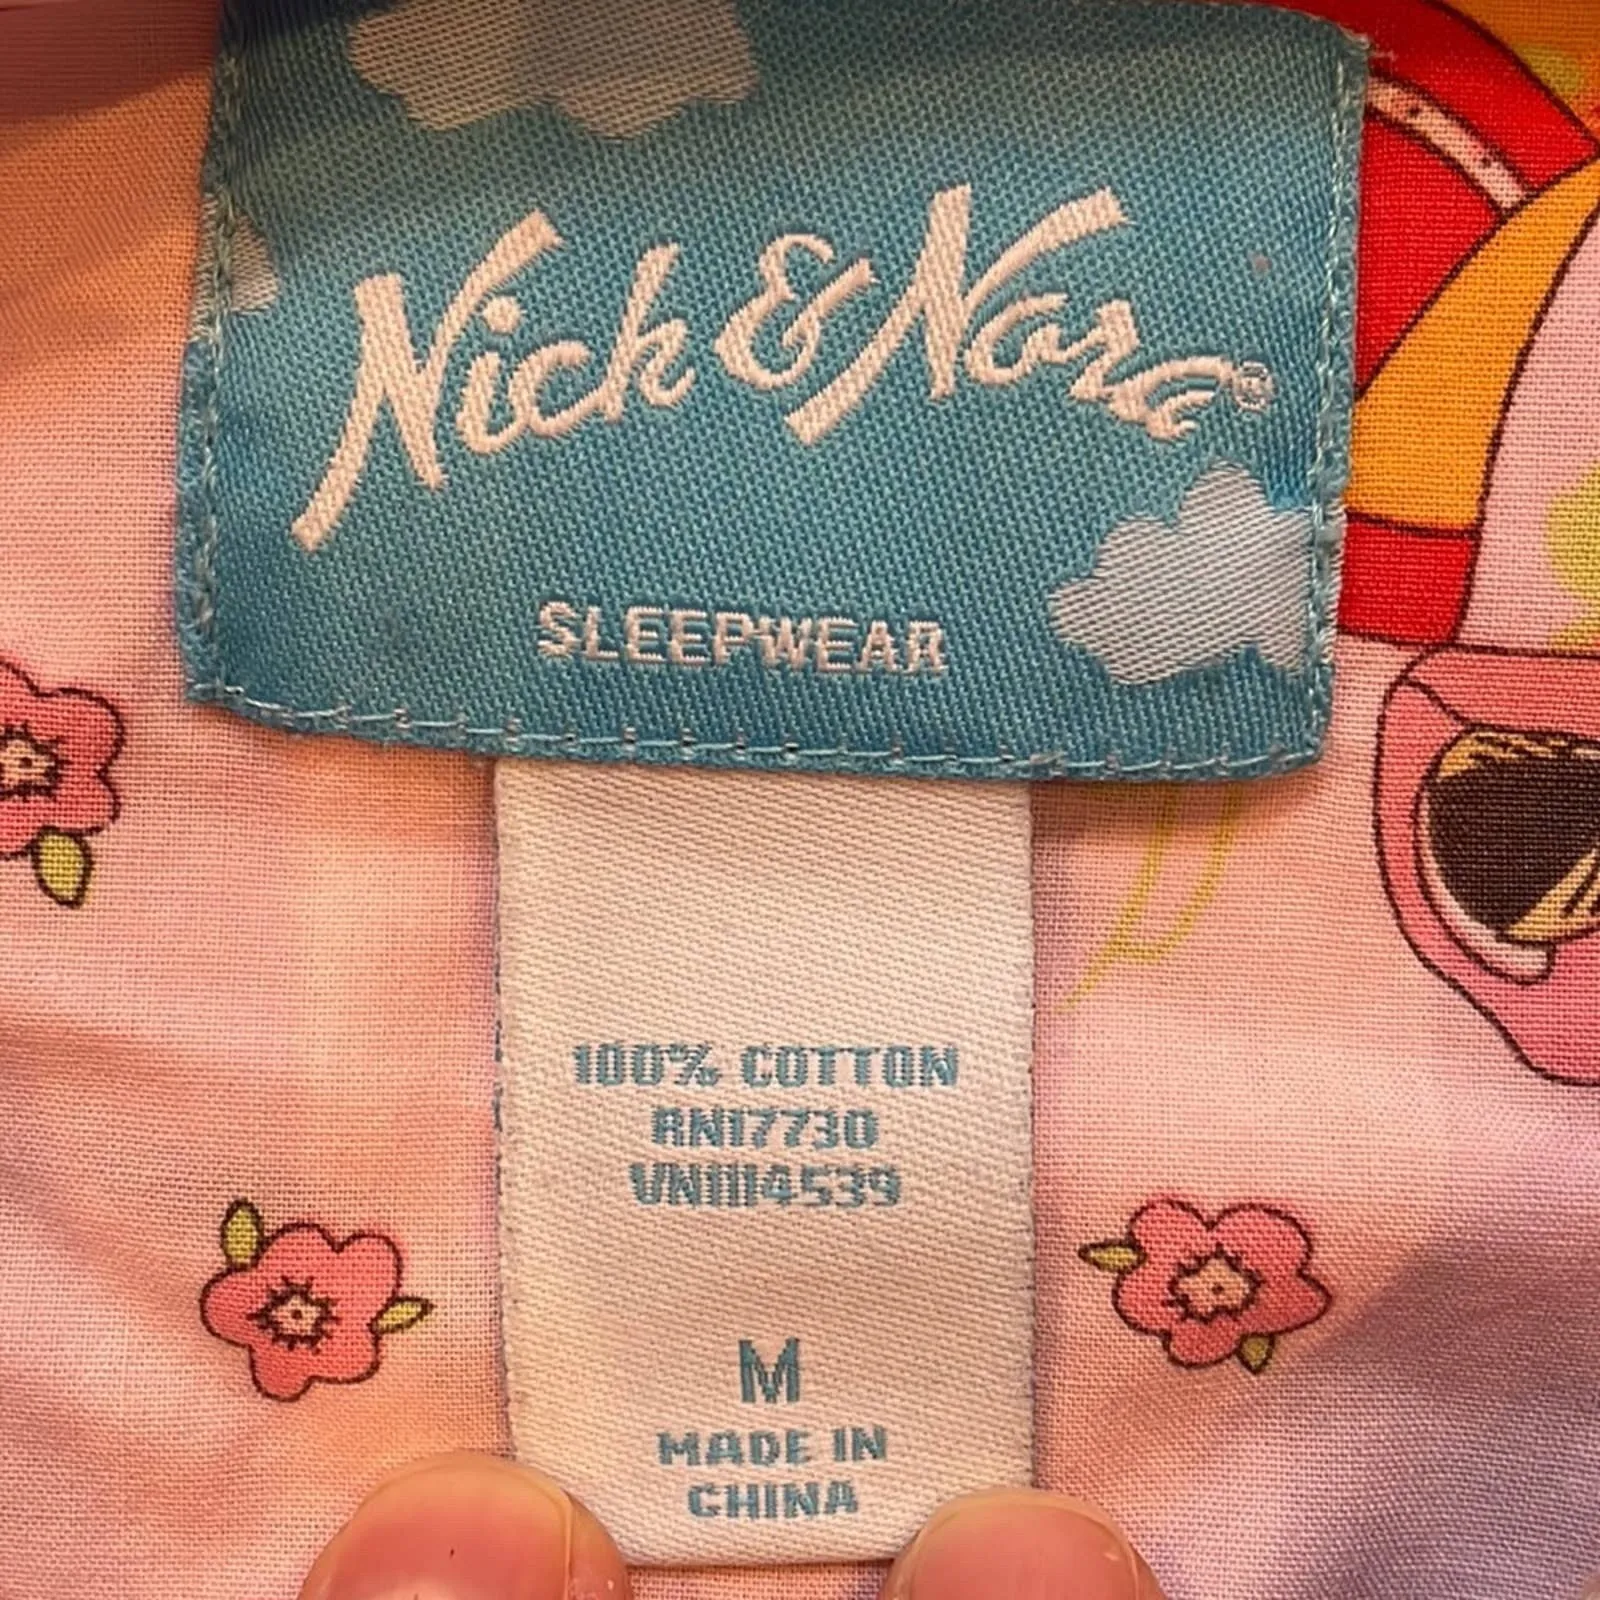 Nick & Nora®
SLEEPWEAR
100% COTTON
RN17730
VN1114539
M
MADE IN
CHINA